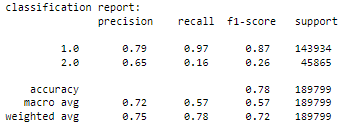 classification report:
precision recall f1-score support
1.0 0.79 0.97 0.87 143934
2.0 0.65 0.16 0.26 45865
accuracy 0.78 189799
macro avg 0.72 0.57 0.57 189799
weighted avg 0.75 0.78 0.72 189799